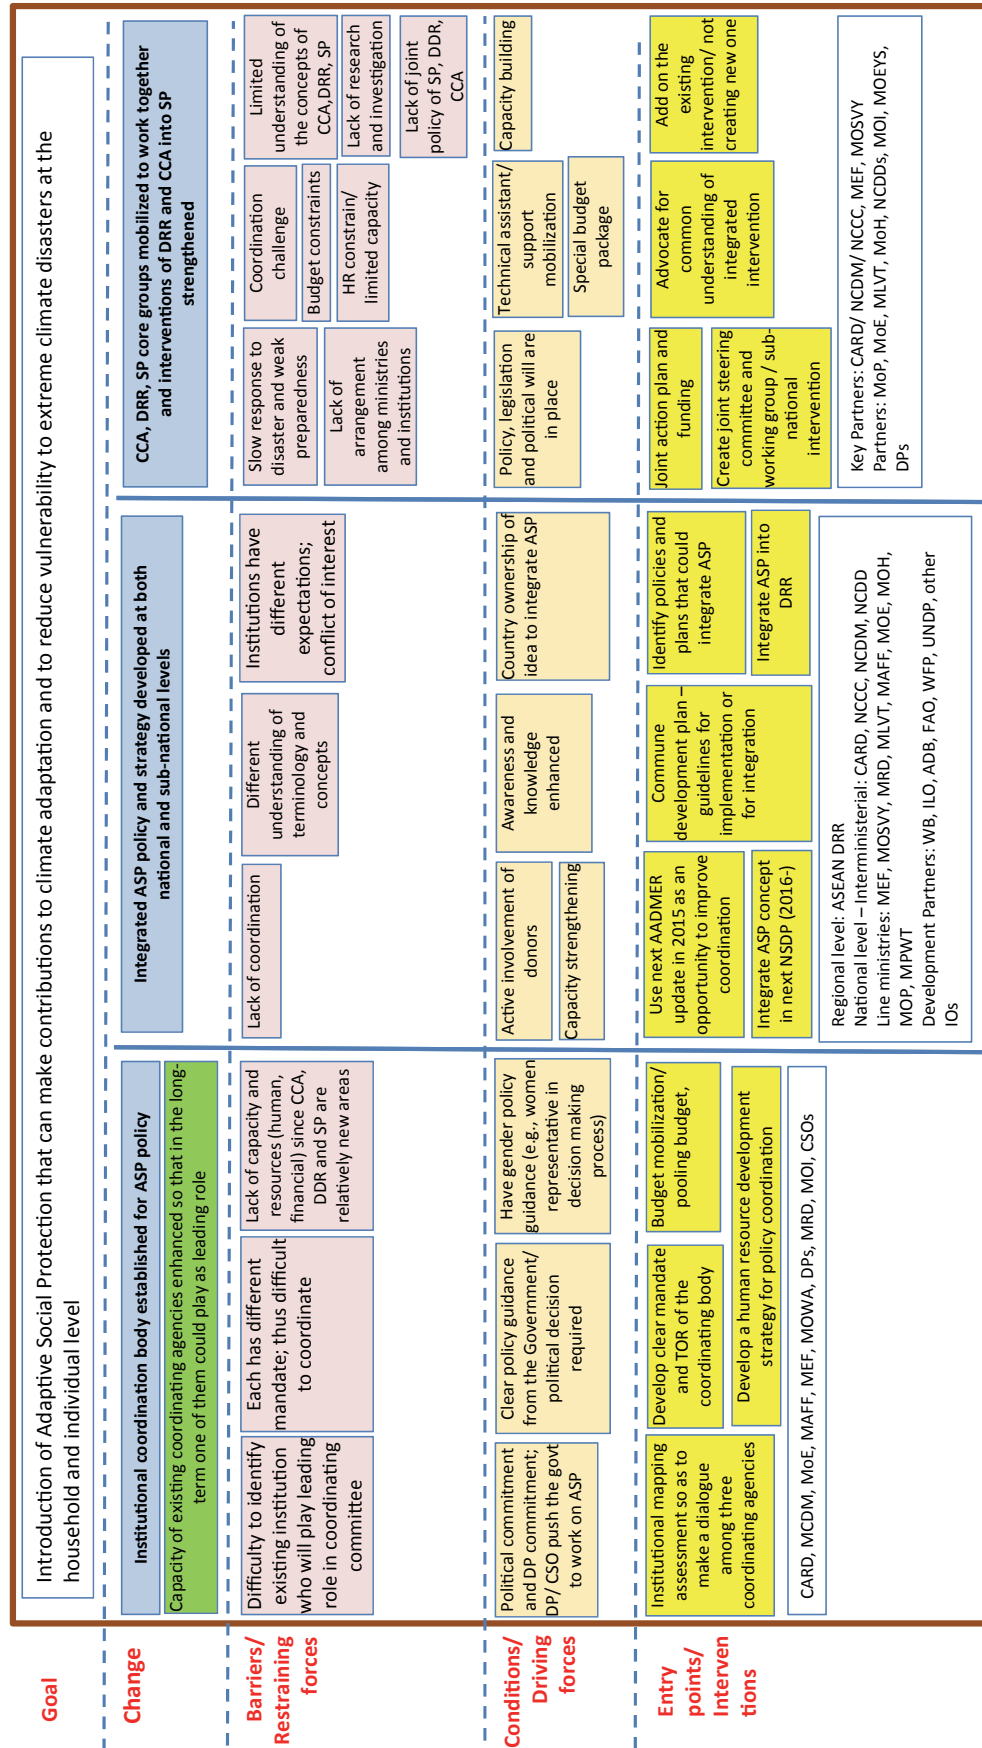 Goal
Introduction of Adaptive Social Protection that can make contributions to climate adaptation and to reduce vulnerability to extreme climate disasters at the
household and individual level
Change
Institutional coordination body established for ASP policy
Capacity of existing coordinating agencies enhanced so that in the long-
term one of them could play as leading role
Integrated ASP policy and strategy developed at both
national and sub-national levels
CCA, DRR, SP core groups mobilized to work together
and interventions of DRR and CCA into SP
strengthened
Barriers/
Restraining
forces
Difficulty to identify
existing institution
who will play leading
role in coordinating
committee
Each has different
mandate; thus difficult
to coordinate
Lack of capacity and
resources (human,
financial) since CCA,
DDR and SP are
relatively new areas
Lack of coordination
Different
understanding of
terminology and
concepts
Institutions have
different
expectations;
conflict of interest
Slow response to
disaster and weak
preparedness
Lack of
arrangement
among ministries
and institutions
Coordination
challenge
Budget constraints
HR constrain/
limited capacity
Limited
understanding of
the concepts of
CCA,DRR, SP
Lack of research
and investigation
Lack of joint
policy of SP, DDR,
CCA
Conditions/
Driving
forces
Political commitment
and DP commitment;
DP/ CSO push the govt
to work on ASP
Clear policy guidance
from the Government/
political decision
required
Have gender policy
guidance (e.g., women
representative in
decision making
process)
Active involvement of
donors
Capacity strengthening
Awareness and
knowledge
enhanced
Country ownership of
idea to integrate ASP
Policy, legislation
and political will are
in place
Technical assistant/
support
mobilization
Special budget
package
Capacity building
Entry
points/
Interven
tions
Institutional mapping
assessment so as to
make a dialogue
among three
coordinating agencies
Develop clear mandate
and TOR of the
coordinating body
Budget mobilization/
pooling budget,
Develop a human resource development
strategy for policy coordination
Use next AADMER
update in 2015 as an
opportunity to improve
coordination
Integrate ASP concept
in next NSDP (2016-)
Commune
development plan –
guidelines for
implementation or
for integration
Identify policies and
plans that could
integrate ASP
Integrate ASP into
DRR
Joint action plan and
funding
Create joint steering
committee and
working group / sub-
national
intervention
Advocate for
common
understanding of
integrated
intervention
Add on the
existing
intervention/ not
creating new one
CARD, MCDM, MoE, MAFF, MEF, MOWA, DPs, MRD, MOI, CSOs
Regional level: ASEAN DRR
National level – Interministerial: CARD, NCCC, NCDM, NCDD
Line ministries: MEF, MOSVY, MRD, MLVT, MAFF, MOE, MOH,
MOP, MPWT
Development Partners: WB, ILO, ADB, FAO, WFP, UNDP, other
IOs
Key Partners: CARD/ NCDM/ NCCC, MEF, MOSVY
Partners: MoP, MoE, MLVT, MoH, NCDDs, MOI, MOEYS,
DPs